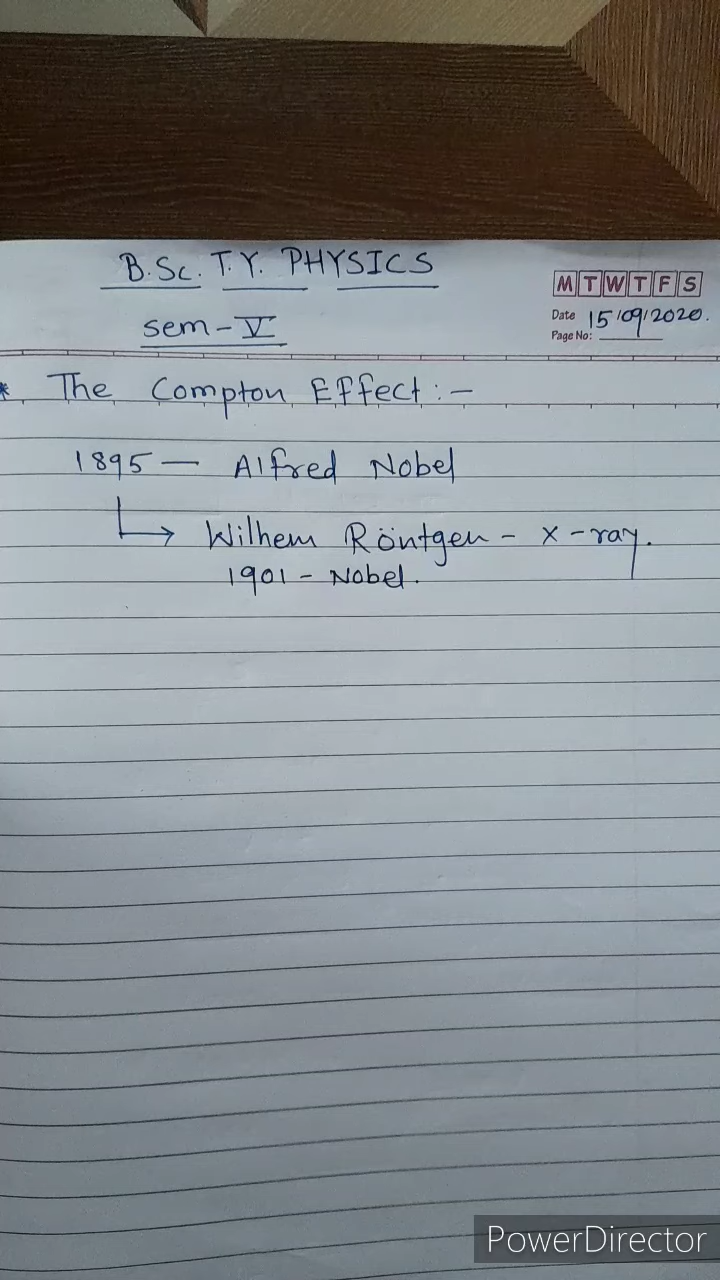 B.Sc. T.Y. PHYSICS
M T W T F S
sem - V
Date 15/09/2020.
Page No:
* The Compton Effect :-
1895 — Alfred Nobel
↳ Wilhem Röntgen - x-ray.
1901 - Nobel.
PowerDirector